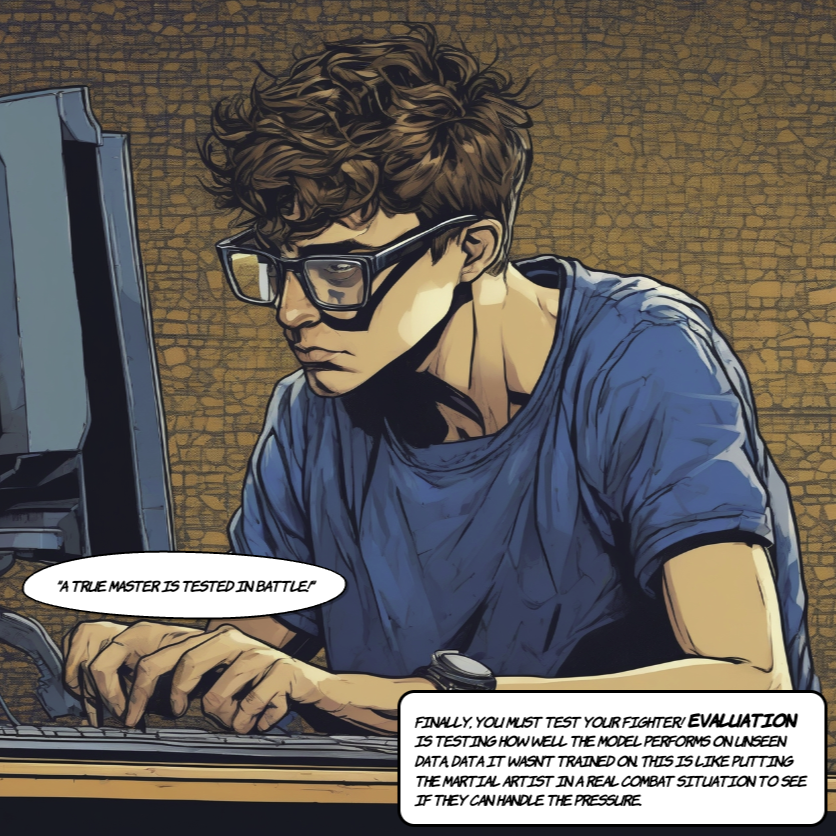 "A TRUE MASTER IS TESTED IN BATTLE!"
FINALLY, YOU MUST TEST YOUR FIGHTER! EVALUATION
IS TESTING HOW WELL THE MODEL PERFORMS ON UNSEEN
DATA, DATA IT WASN'T TRAINED ON. THIS IS LIKE PUTTING
THE MARTIAL ARTIST IN A REAL COMBAT SITUATION TO SEE
IF THEY CAN HANDLE THE PRESSURE.